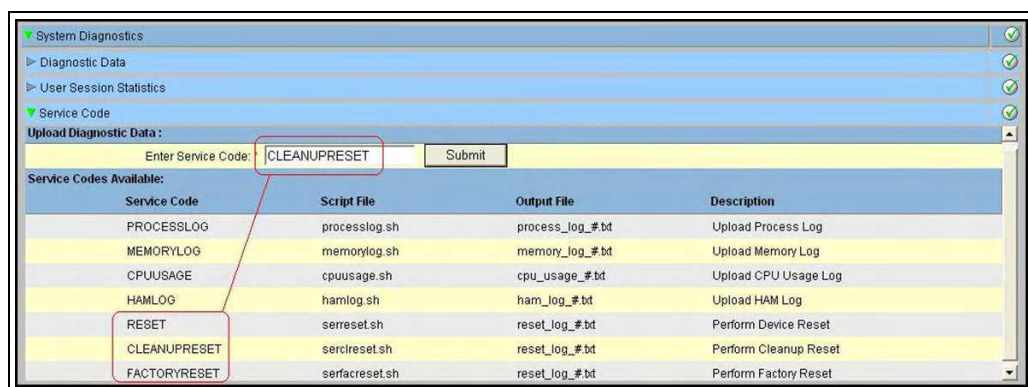 System Diagnostics
Diagnostic Data
User Session Statistics
Service Code
Upload Diagnostic Data :
Enter Service Code: * CLEANUPRESET Submit
Service Codes Available:
Service Code Script File Output File Description
PROCESSLOG processlog.sh process_log_#.txt Upload Process Log
MEMORYLOG memorylog.sh memory_log_#.txt Upload Memory Log
CPUUSAGE cpuusage.sh cpu_usage_#.txt Upload CPU Usage Log
HAMLOG hamlog.sh ham_log_#.txt Upload HAM Log
RESET serreset.sh reset_log_#.txt Perform Device Reset
CLEANUPRESET serclreset.sh reset_log_#.txt Perform Cleanup Reset
FACTORYRESET serfacreset.sh reset_log_#.txt Perform Factory Reset